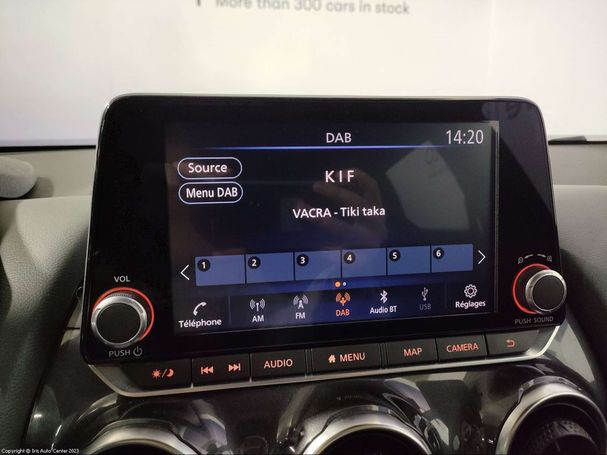 More than 300 cars in stock
DAB
14:20
Source
Menu DAB
KIF
VACRA - Tiki taka
1 2 3 4 5 6
Téléphone
AM
FM
DAB
Audio BT
USB
Réglages
VOL
PUSH
PUSH SOUND
AUDIO
MENU
MAP
CAMERA
Copyright © Iris Auto Center 2023